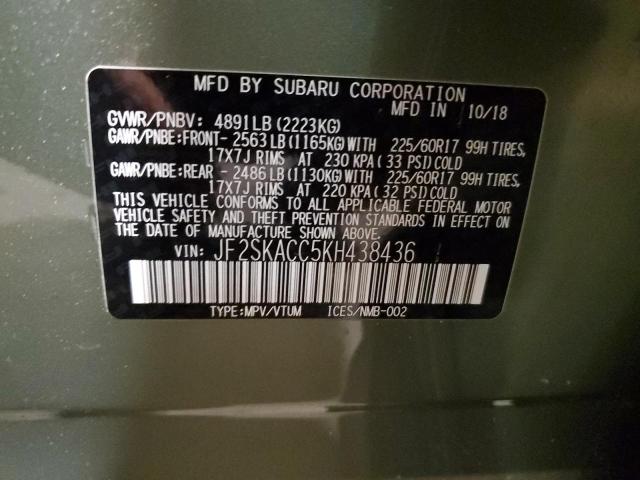 MFD BY SUBARU CORPORATION
MFD IN 10/18
GVWR/PNBV: 4891LB(2223KG)
GAWR/PNBE:FRONT- 2563LB(1165KG)WITH 225/60R17 99H TIRES,
17X7J RIMS AT 230 KPA(33 PSI)COLD
GAWR/PNBE:REAR - 2486LB(1130KG)WITH 225/60R17 99H TIRES,
17X7J RIMS AT 220 KPA(32 PSI)COLD
THIS VEHICLE CONFORMS TO ALL APPLICABLE FEDERAL MOTOR
VEHICLE SAFETY AND THEFT PREVENTION STANDARDS IN EFFECT ON
THE DATE OF MANUFACTURE SHOWN ABOVE.
VIN: JF2SKACC5KH438436
TYPE:MPV/VTUM ICES/NMB-002